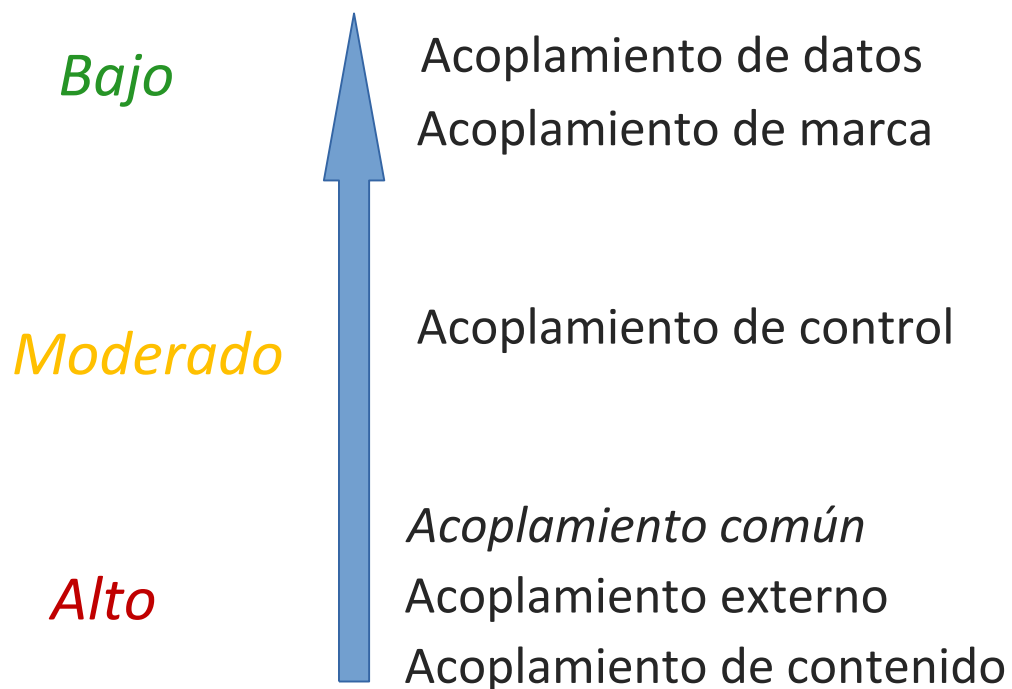 Bajo
Acoplamiento de datos
Acoplamiento de marca
Moderado
Acoplamiento de control
Acoplamiento común
Alto
Acoplamiento externo
Acoplamiento de contenido